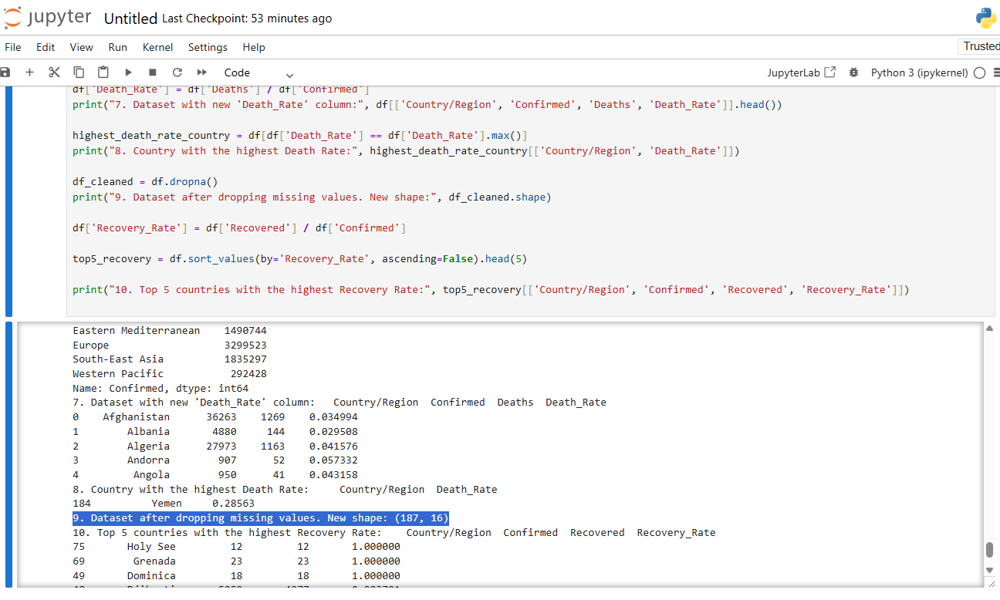 jupyter Untitled Last Checkpoint: 53 minutes ago
File Edit View Run Kernel Settings Help
Trusted
Code
JupyterLab
Python 3 (ipykernel)
df['Death_Rate'] = df['Deaths'] / df['Confirmed']
print("7. Dataset with new 'Death_Rate' column:", df[['Country/Region', 'Confirmed', 'Deaths', 'Death_Rate']].head())
highest_death_rate_country = df[df['Death_Rate'] == df['Death_Rate'].max()]
print("8. Country with the highest Death Rate:", highest_death_rate_country[['Country/Region', 'Death_Rate']])
df_cleaned = df.dropna()
print("9. Dataset after dropping missing values. New shape:", df_cleaned.shape)
df['Recovery_Rate'] = df['Recovered'] / df['Confirmed']
top5_recovery = df.sort_values(by='Recovery_Rate', ascending=False).head(5)
print("10. Top 5 countries with the highest Recovery Rate:", top5_recovery[['Country/Region', 'Confirmed', 'Recovered', 'Recovery_Rate']])
Eastern Mediterranean 1490744
Europe 3299523
South-East Asia 1835297
Western Pacific 292428
Name: Confirmed, dtype: int64
7. Dataset with new 'Death_Rate' column: Country/Region Confirmed Deaths Death_Rate
0 Afghanistan 36263 1269 0.034994
1 Albania 4880 144 0.029508
2 Algeria 27973 1163 0.041576
3 Andorra 907 52 0.057332
4 Angola 950 41 0.043158
8. Country with the highest Death Rate: Country/Region Death_Rate
184 Yemen 0.28563
9. Dataset after dropping missing values. New shape: (187, 16)
10. Top 5 countries with the highest Recovery Rate: Country/Region Confirmed Recovered Recovery_Rate
75 Holy See 12 12 1.000000
69 Grenada 23 23 1.000000
49 Dominica 18 18 1.000000